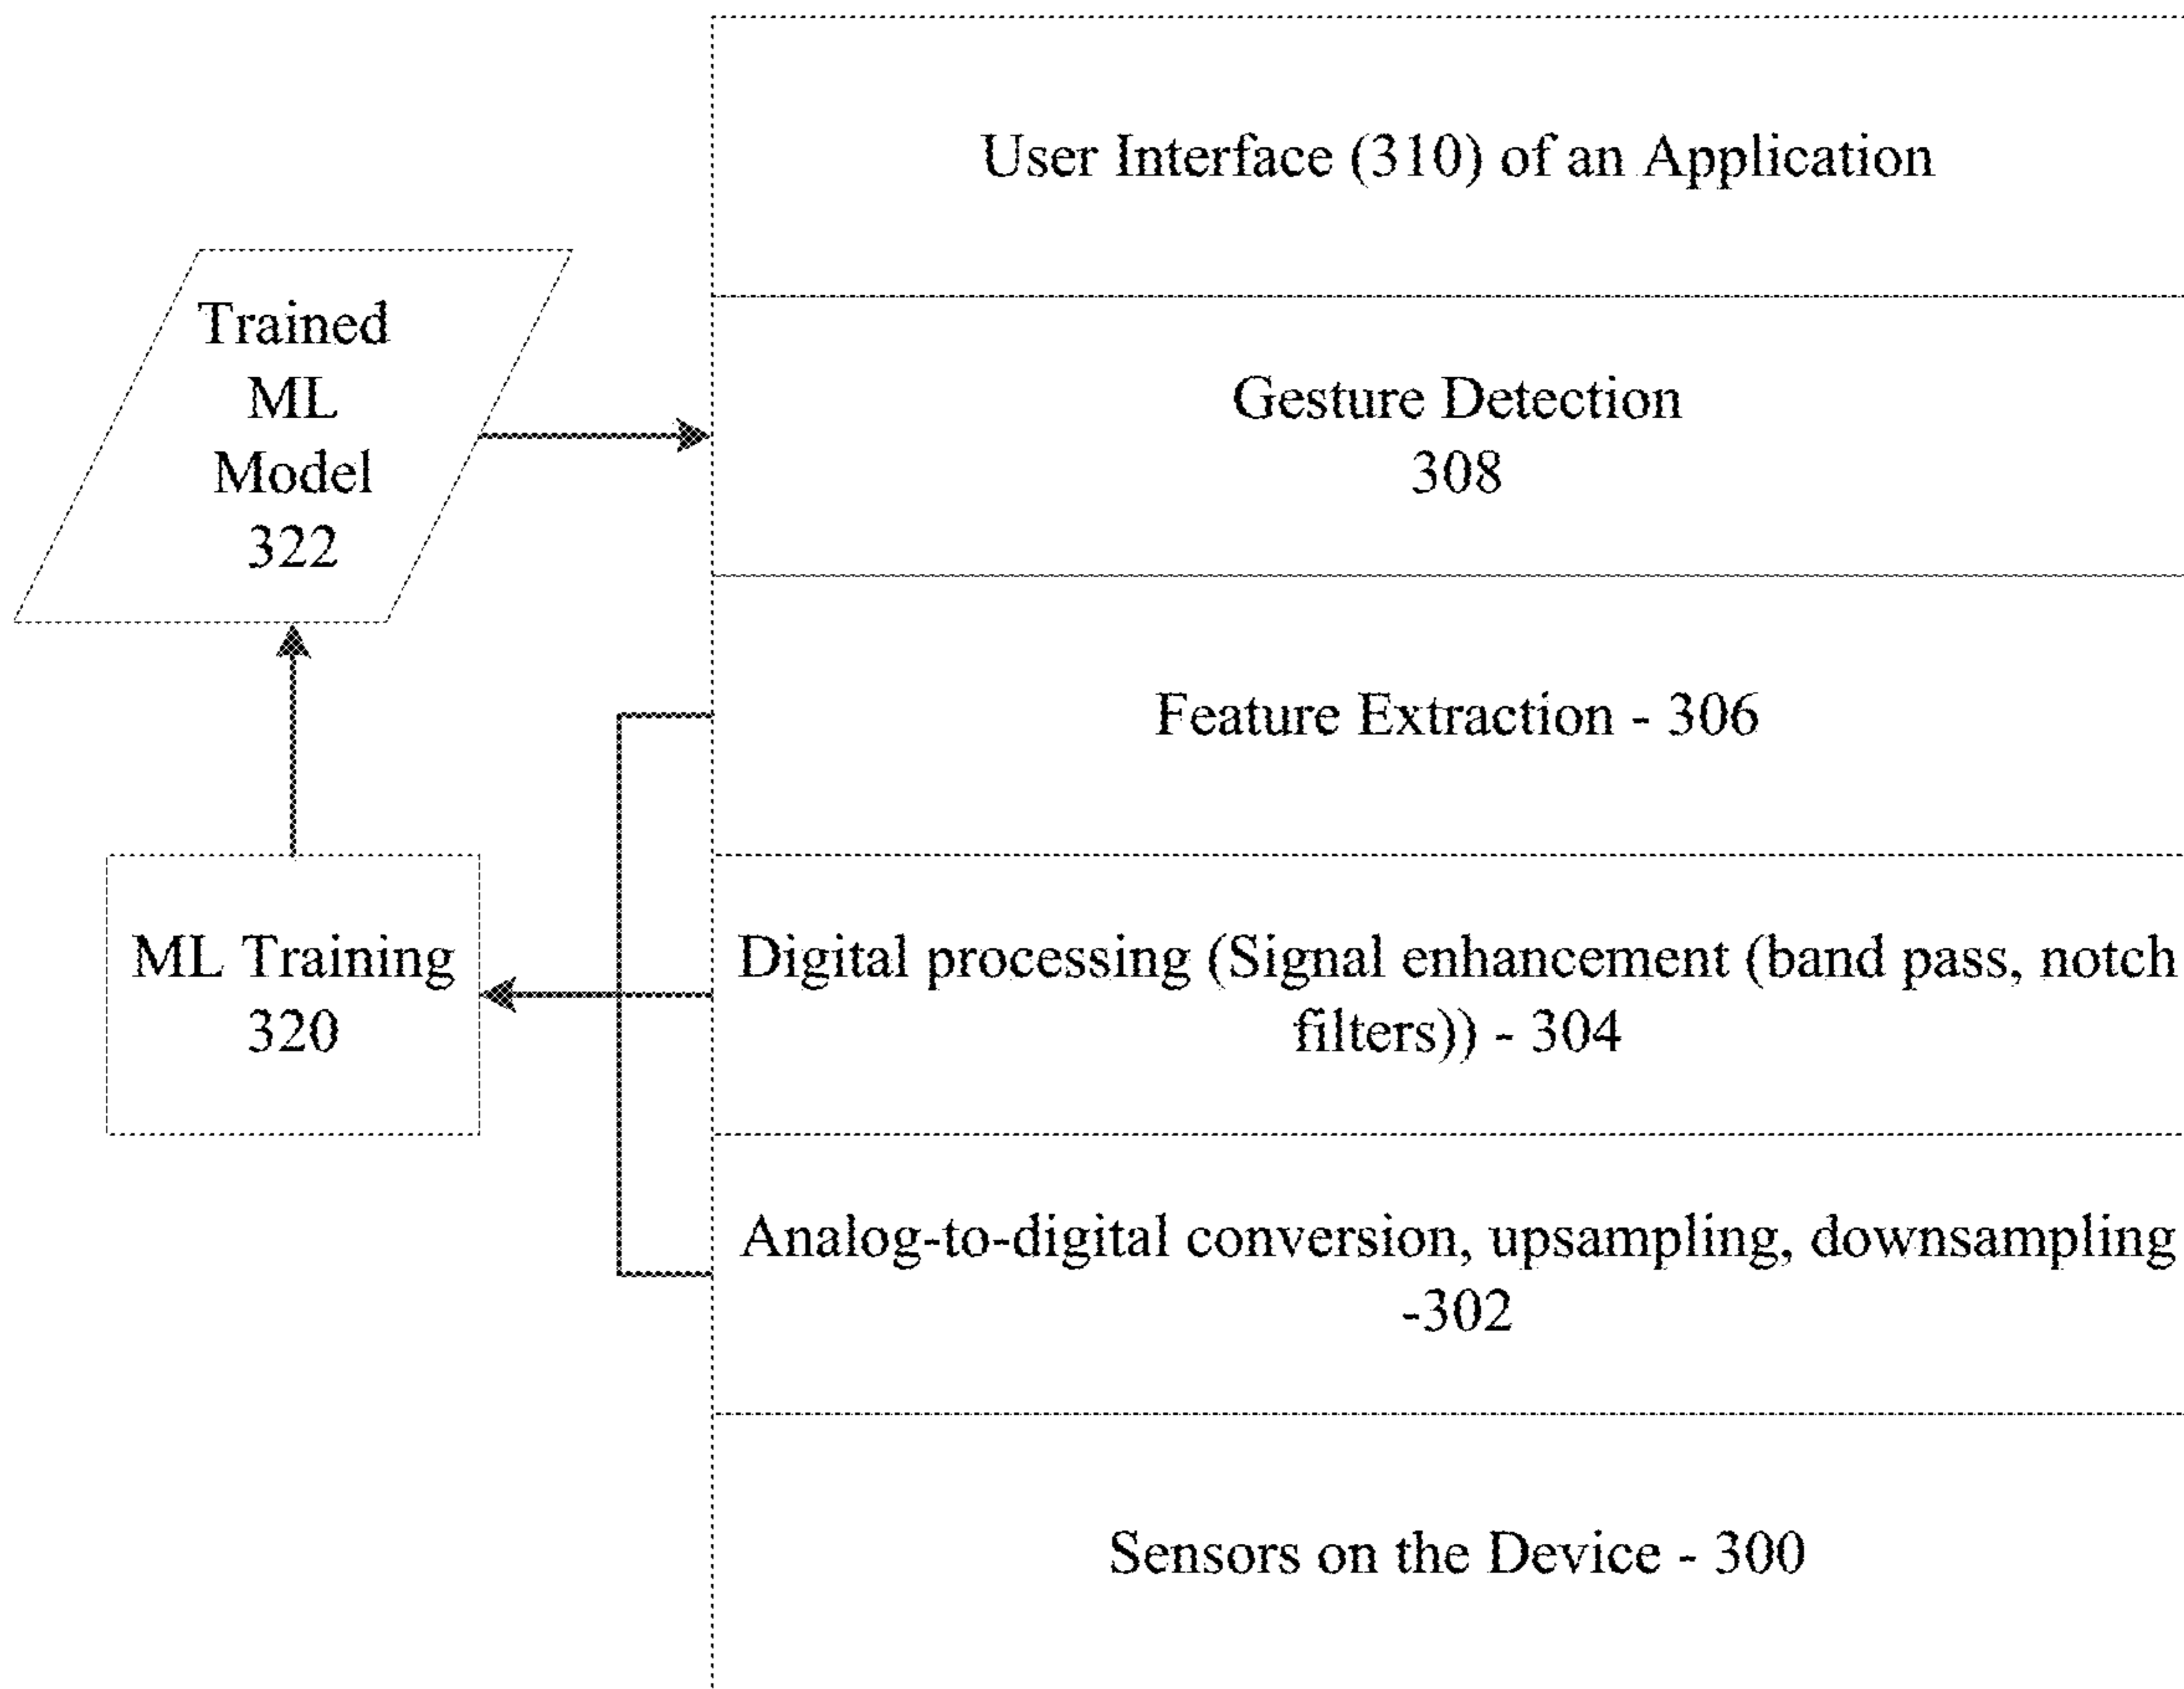 User Interface (310) of an Application
Trained
ML
Model
322
Gesture Detection
308
Feature Extraction - 306
ML Training
320
Digital processing (Signal enhancement (band pass, notch
filters)) - 304
Analog-to-digital conversion, upsampling, downsampling
-302
Sensors on the Device - 300